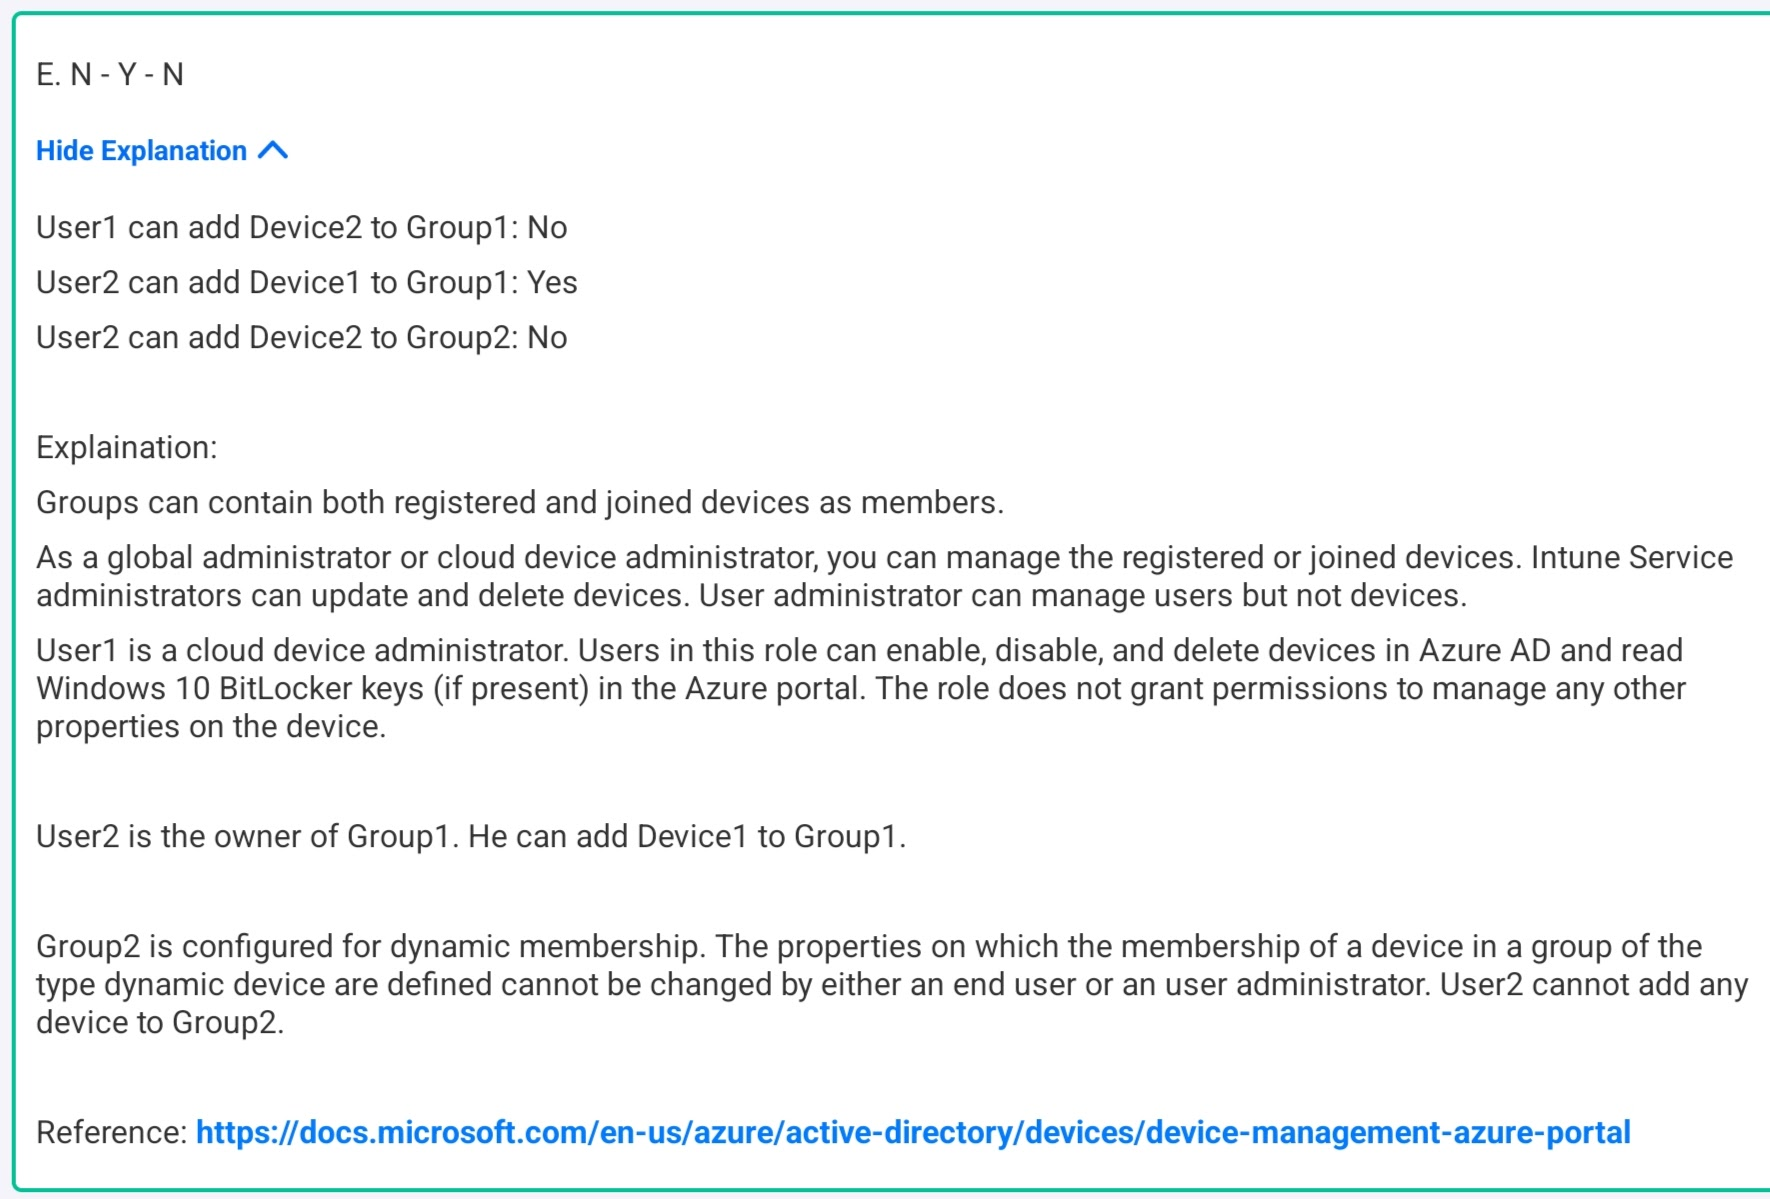 E. N - Y - N
Hide Explanation
User1 can add Device2 to Group1: No
User2 can add Device1 to Group1: Yes
User2 can add Device2 to Group2: No
Explaination:
Groups can contain both registered and joined devices as members.
As a global administrator or cloud device administrator, you can manage the registered or joined devices. Intune Service
administrators can update and delete devices. User administrator can manage users but not devices.
User1 is a cloud device administrator. Users in this role can enable, disable, and delete devices in Azure AD and read
Windows 10 BitLocker keys (if present) in the Azure portal. The role does not grant permissions to manage any other
properties on the device.
User2 is the owner of Group1. He can add Device1 to Group1.
Group2 is configured for dynamic membership. The properties on which the membership of a device in a group of the
type dynamic device are defined cannot be changed by either an end user or an user administrator. User2 cannot add any
device to Group2.
Reference: https://docs.microsoft.com/en-us/azure/active-directory/devices/device-management-azure-portal